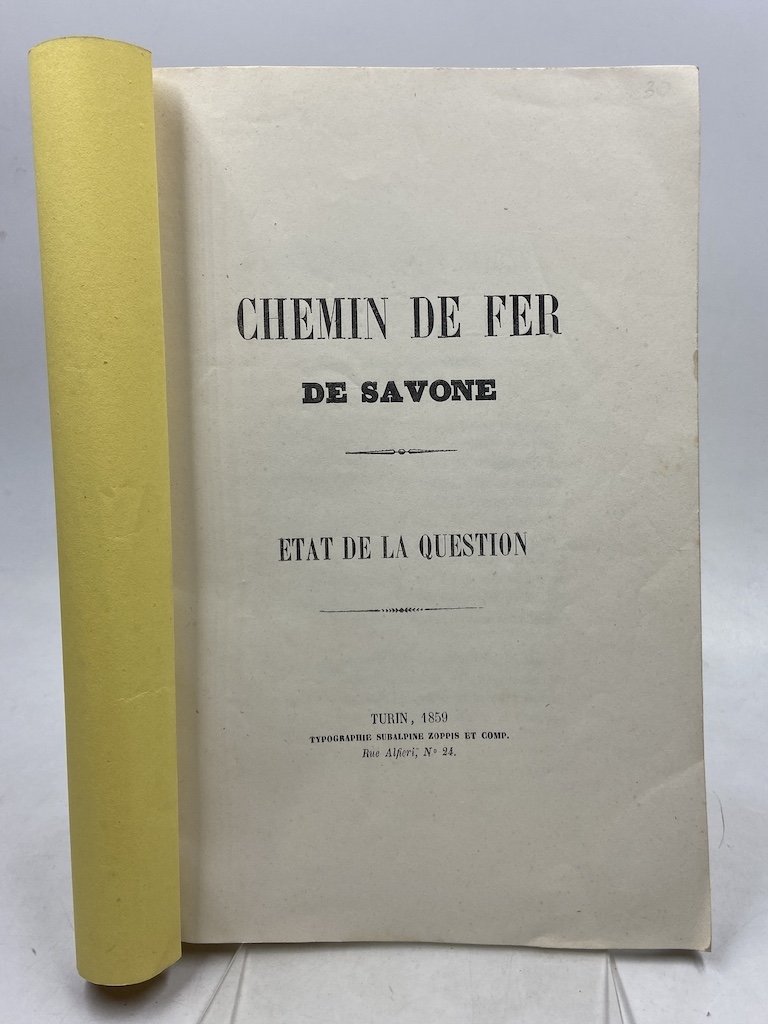 30
CHEMIN DE FER
DE SAVONE
ETAT DE LA QUESTION
TURIN, 1859
TYPOGRAPHIE SUBALPINE ZOPPIS ET COMP.
Rue Alfieri, N° 24.